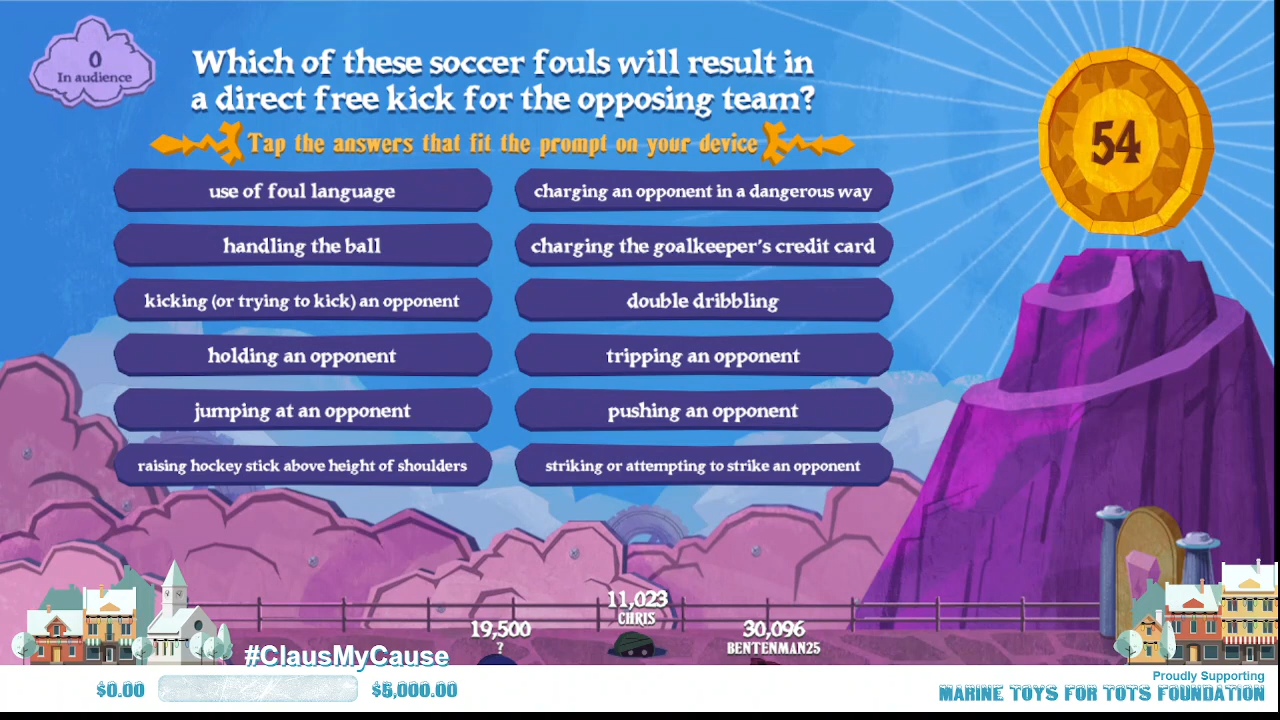 0
In audience
Which of these soccer fouls will result in
a direct free kick for the opposing team?
Tap the answers that fit the prompt on your device
54
use of foul language
charging an opponent in a dangerous way
handling the ball
charging the goalkeeper's credit card
kicking (or trying to kick) an opponent
double dribbling
holding an opponent
tripping an opponent
jumping at an opponent
pushing an opponent
raising hockey stick above height of shoulders
striking or attempting to strike an opponent
11,023
CHRIS
19,500
?
30,096
BENTENMAN25
#ClausMyCause
$0.00
$5,000.00
Proudly Supporting
MARINE TOYS FOR TOTS FOUNDATION